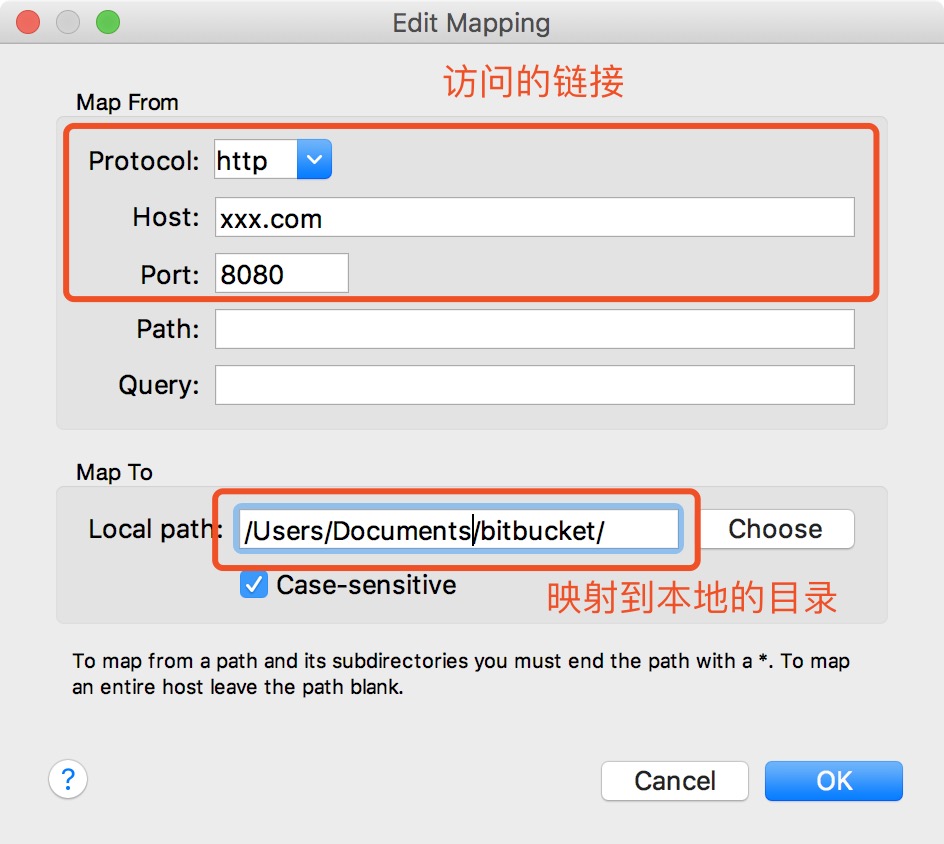 Edit Mapping
访问的链接
Map From
Protocol: http
Host: xxx.com
Port: 8080
Path:
Query:
Map To
Local path: /Users/Documents/bitbucket/ Choose
Case-sensitive
映射到本地的目录
To map from a path and its subdirectories you must end the path with a *. To map
an entire host leave the path blank.
? Cancel OK